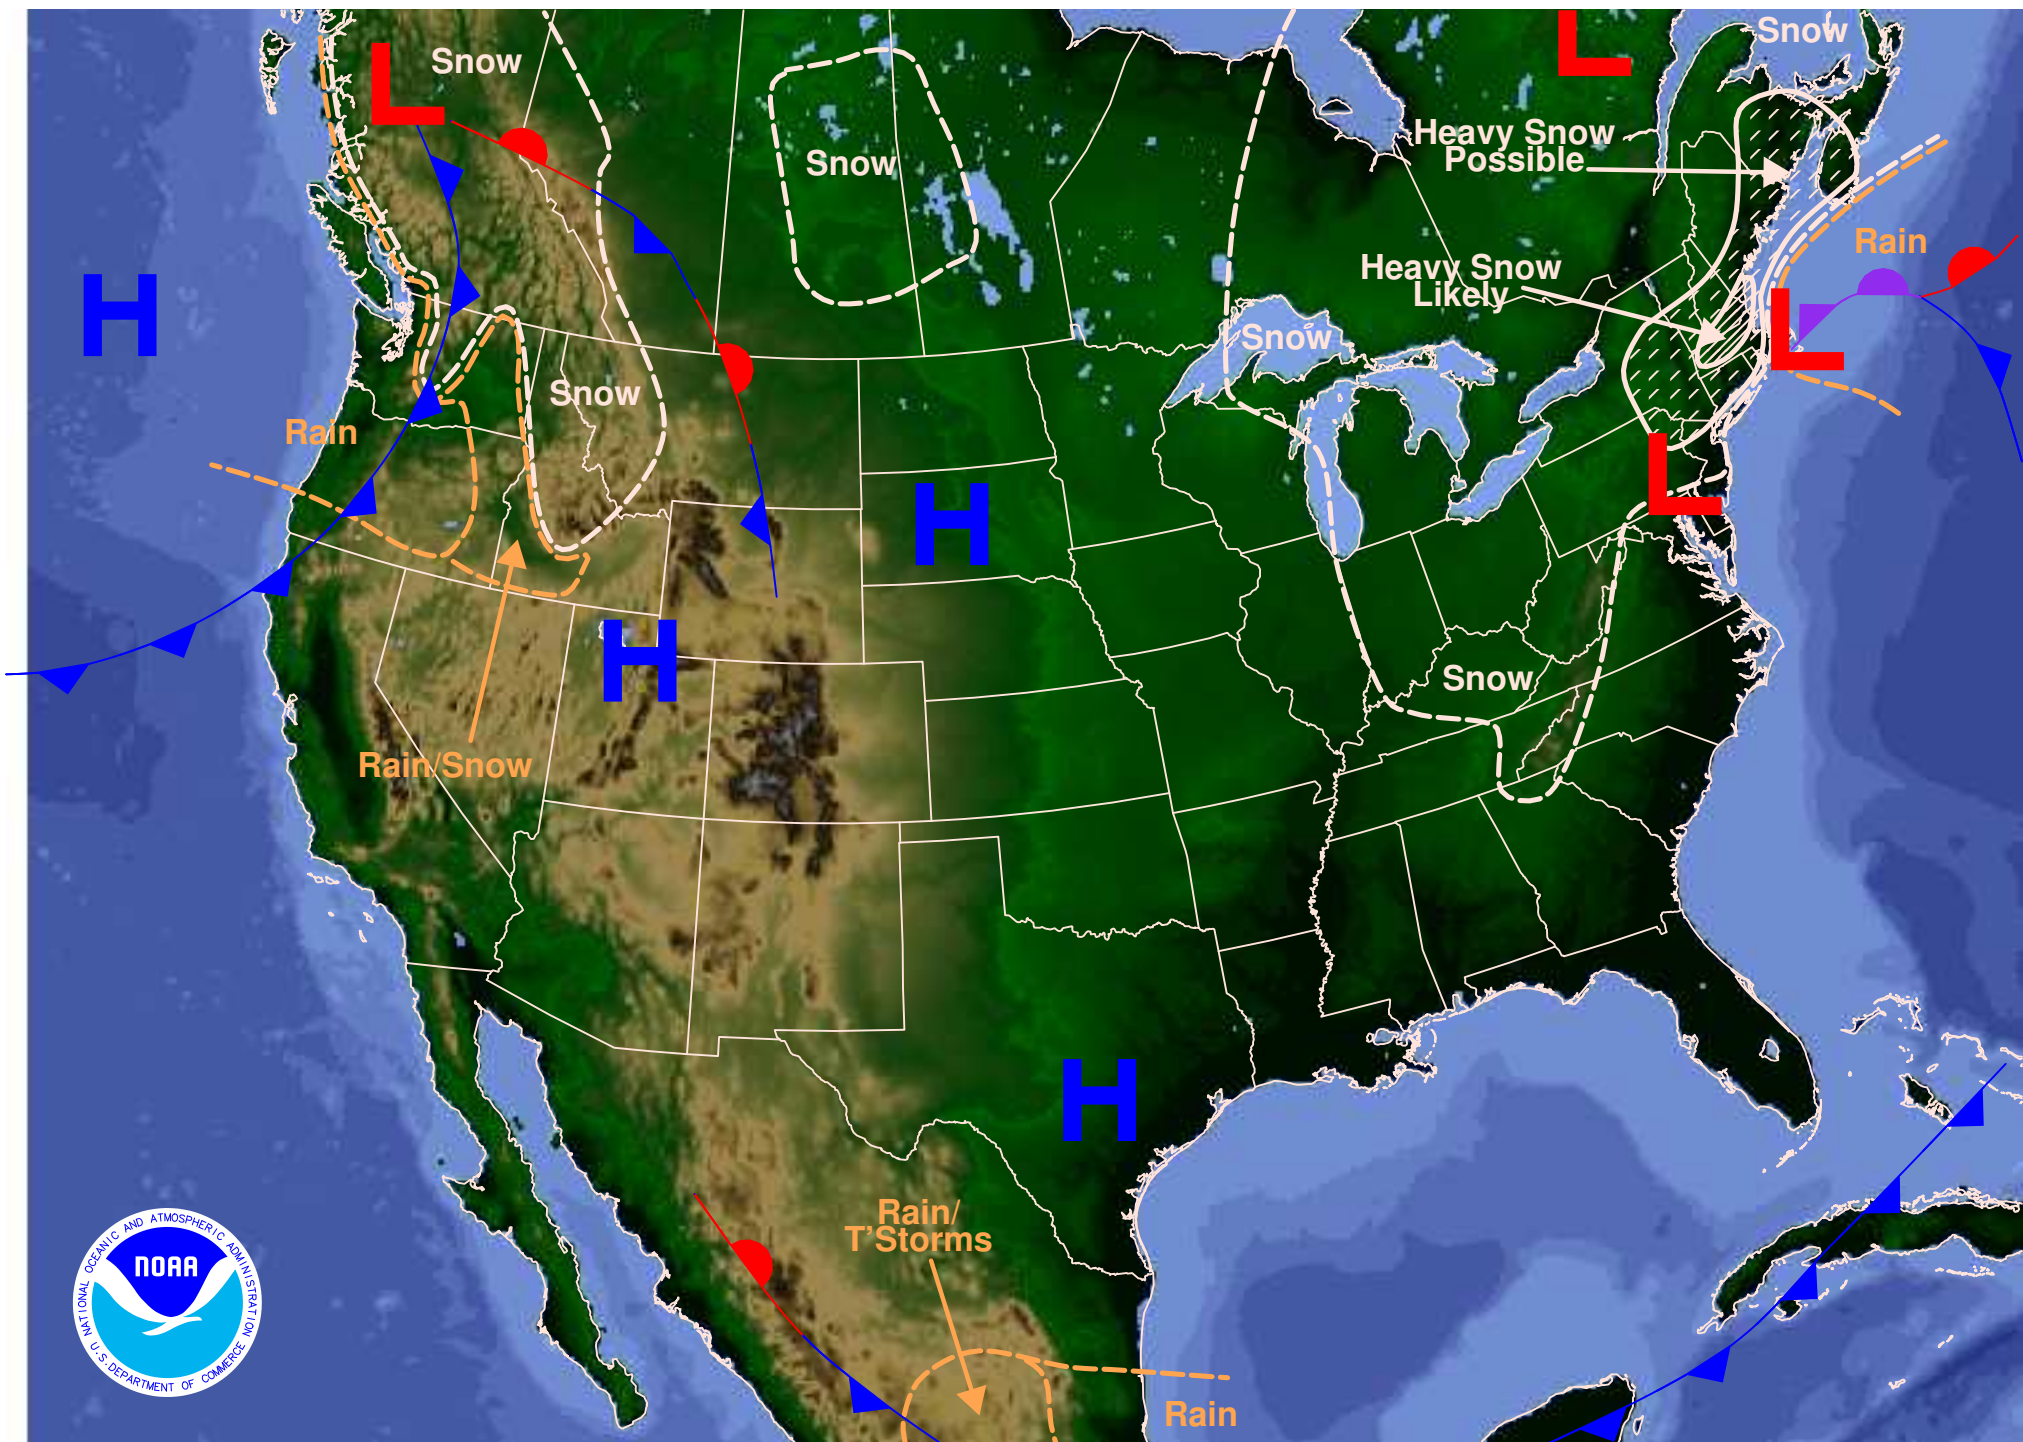 L
Snow
L
Snow
Heavy Snow
Possible
Snow
Rain
Heavy Snow
Likely
H
L
Snow
Snow
Rain
L
H
H
Snow
Rain/Snow
H
Rain/
T'Storms
Rain
NATIONAL OCEANIC AND ATMOSPHERIC ADMINISTRATION
NOAA
U.S. DEPARTMENT OF COMMERCE